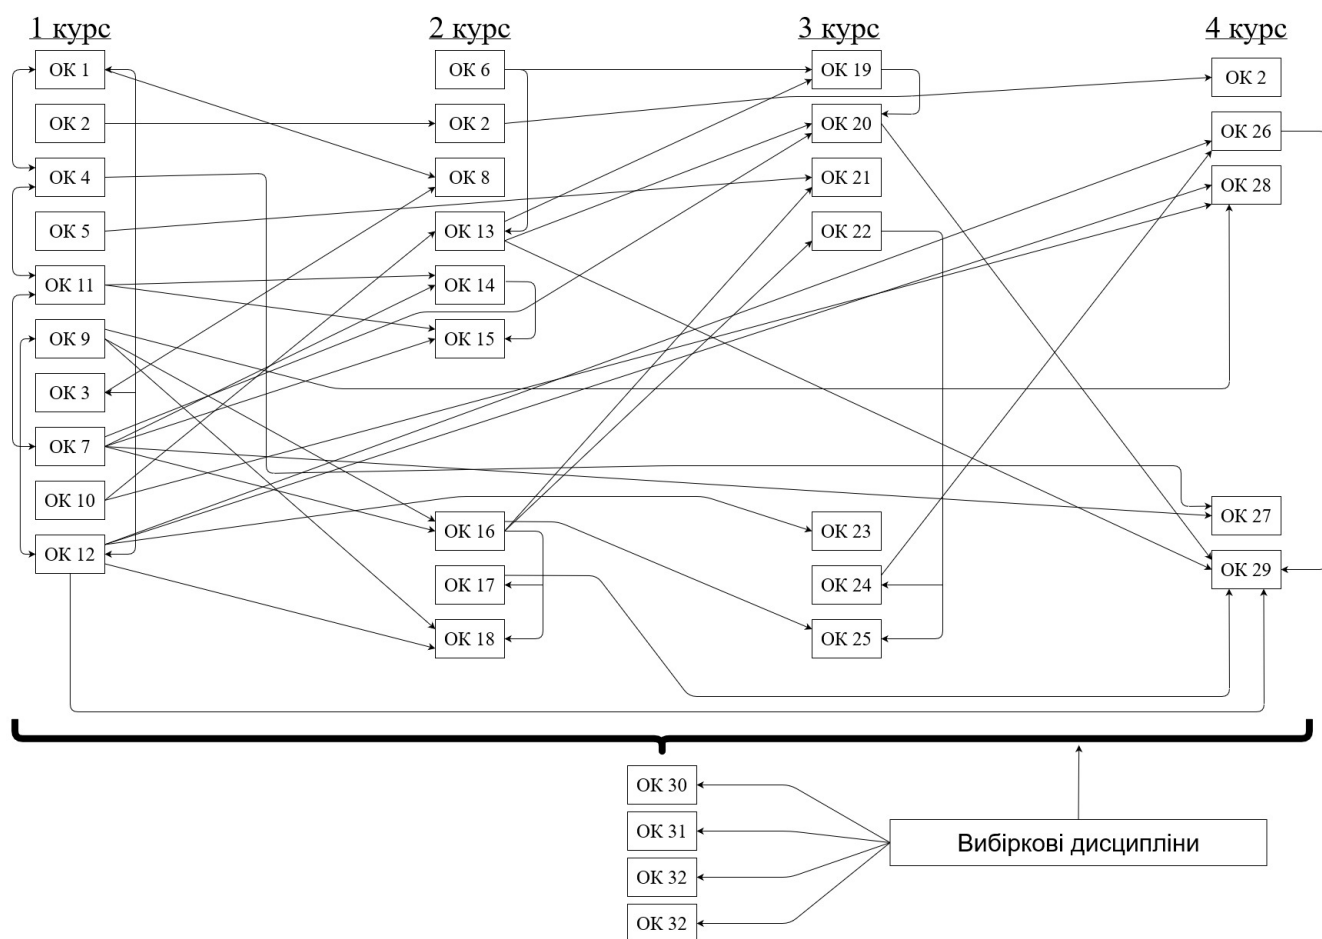 1 курс
2 курс
3 курс
4 курс
ОК 1
ОК 2
ОК 4
ОК 5
ОК 11
ОК 9
ОК 3
ОК 7
ОК 10
ОК 12
ОК 6
ОК 2
ОК 8
ОК 13
ОК 14
ОК 15
ОК 16
ОК 17
ОК 18
ОК 19
ОК 20
ОК 21
ОК 22
ОК 23
ОК 24
ОК 25
ОК 2
ОК 26
ОК 28
ОК 27
ОК 29
ОК 30
ОК 31
ОК 32
ОК 32
Вибіркові дисципліни